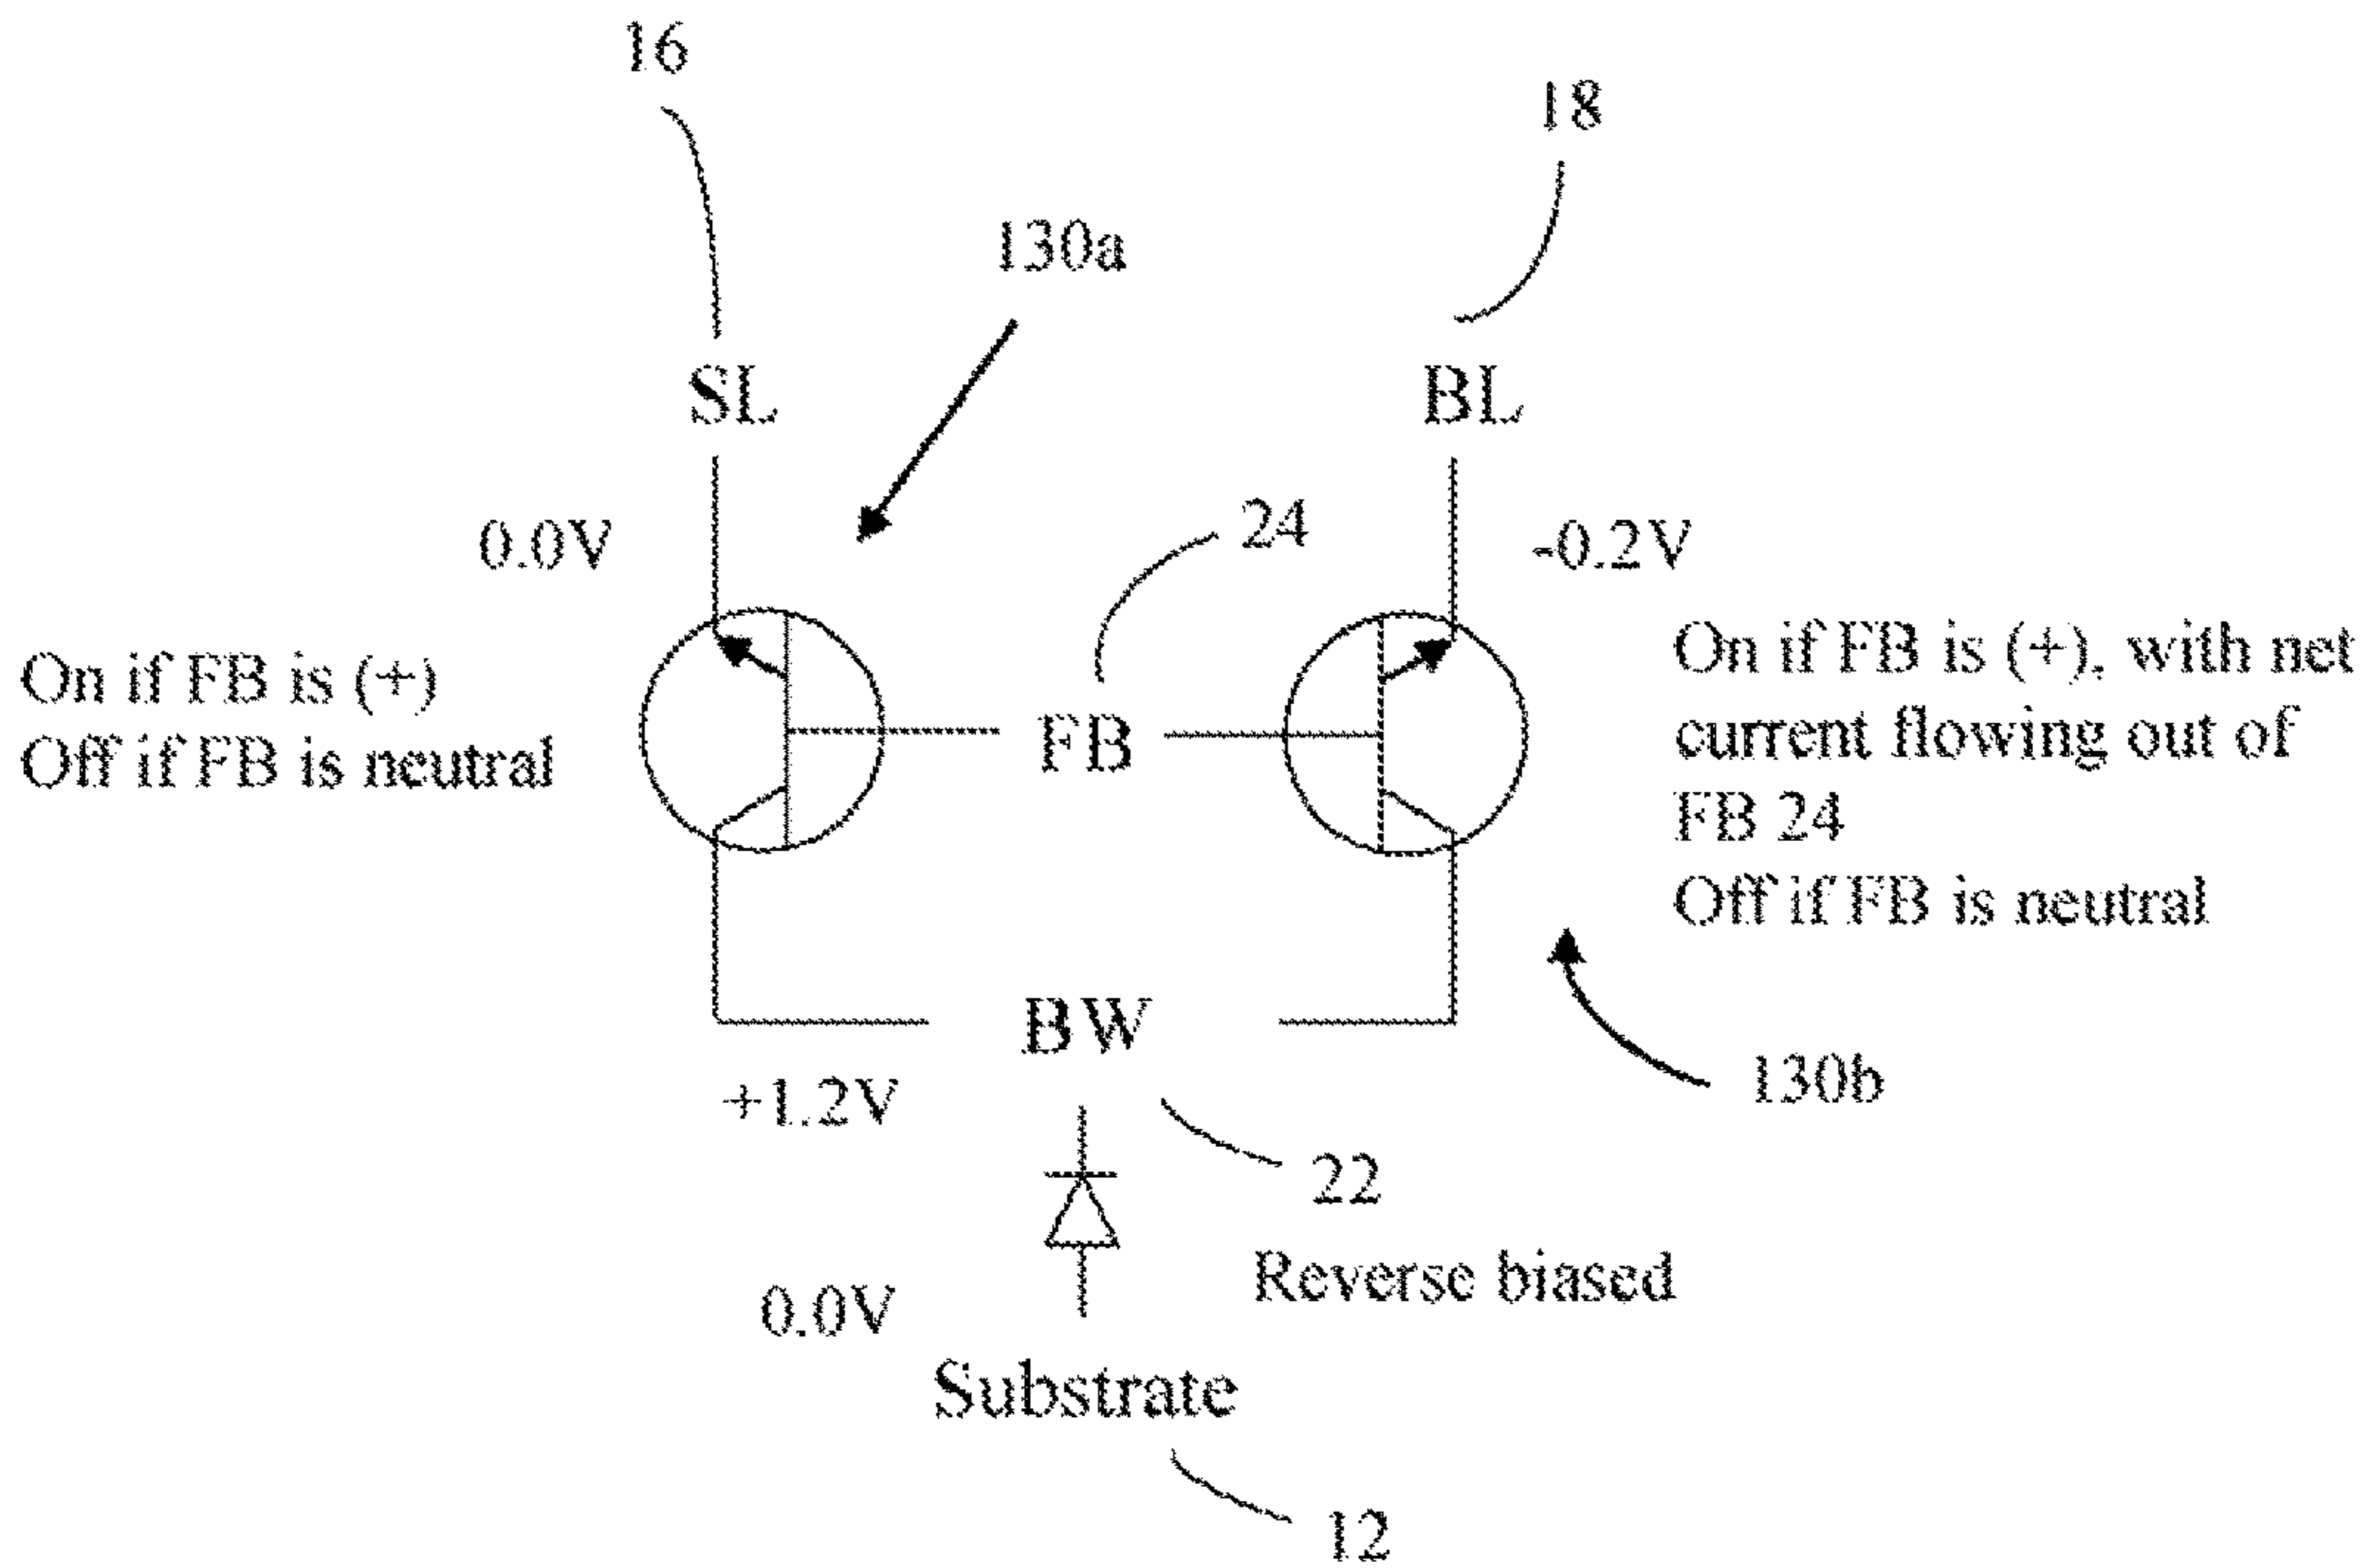 16
18
130a
SL
BL
24
0.0V
-0.2V
On if FB is (+)
Off if FB is neutral
FB
On if FB is (+), with net
current flowing out of
FB 24
Off if FB is neutral
BW
+1.2V
130b
22
Reverse biased
0.0V
Substrate
12